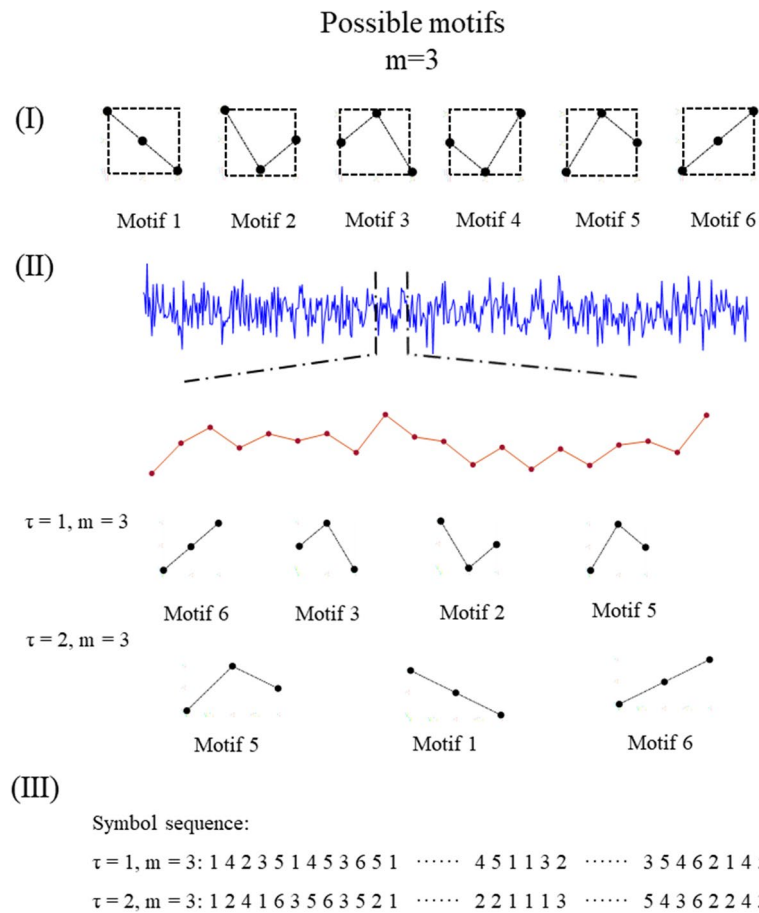 Possible motifs
m=3
(I)
Motif 1 Motif 2 Motif 3 Motif 4 Motif 5 Motif 6
(II)
τ = 1, m = 3
Motif 6 Motif 3 Motif 2 Motif 5
τ = 2, m = 3
Motif 5 Motif 1 Motif 6
(III)
Symbol sequence:
τ = 1, m = 3: 1 4 2 3 5 1 4 5 3 6 5 1 ······ 4 5 1 1 3 2 ······ 3 5 4 6 2 1 4
τ = 2, m = 3: 1 2 4 1 6 3 5 6 3 5 2 1 ······ 2 2 1 1 1 3 ······ 5 4 3 6 2 2 4